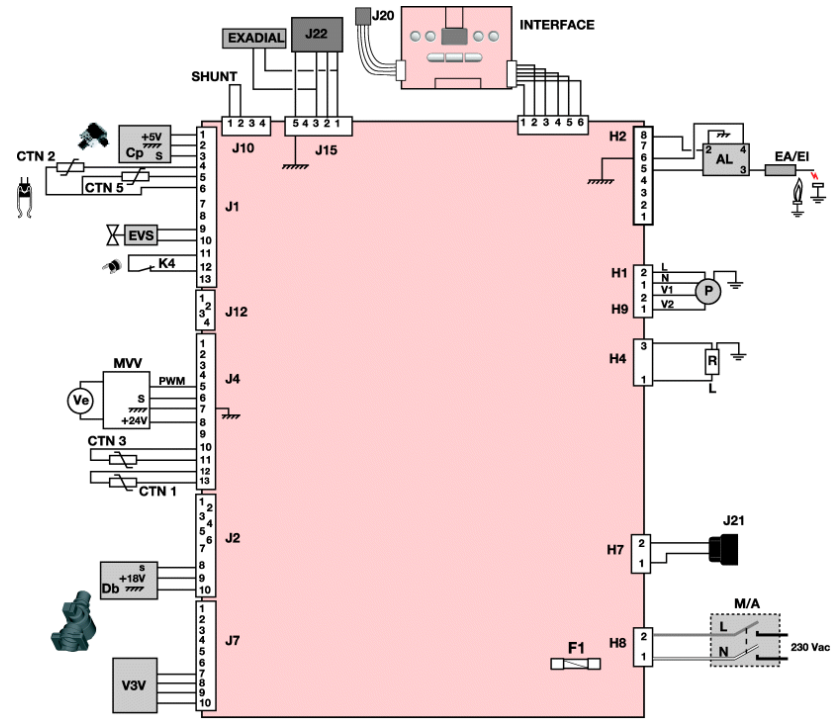 EXADIAL
J22
J20
INTERFACE
SHUNT
1 2 3 4
J10
5 4 3 2 1
J15
1 2 3 4 5 6
+5V
Cp S
CTN 2
CTN 5
1
2
3
4
5
6
7
8
9
10
11
12
13
J1
EVS
K4
1
2
3
4
J12
MVV
Ve
PWM
S
+24V
CTN 3
CTN 1
1
2
3
4
5
6
7
8
9
10
11
12
13
J4
1
2
3
4
5
6
7
8
9
10
J2
S
+18V
Db
1
2
3
4
5
6
7
8
9
10
J7
V3V
H2
8
7
6
5
4
3
2
1
2 4
AL
3
EA/EI
H1
2
1
H9
2
1
L
N
V1
V2
P
H4
3
1
R
L
H7
2
1
J21
M/A
H8
2
1
L
N
230 Vac
F1